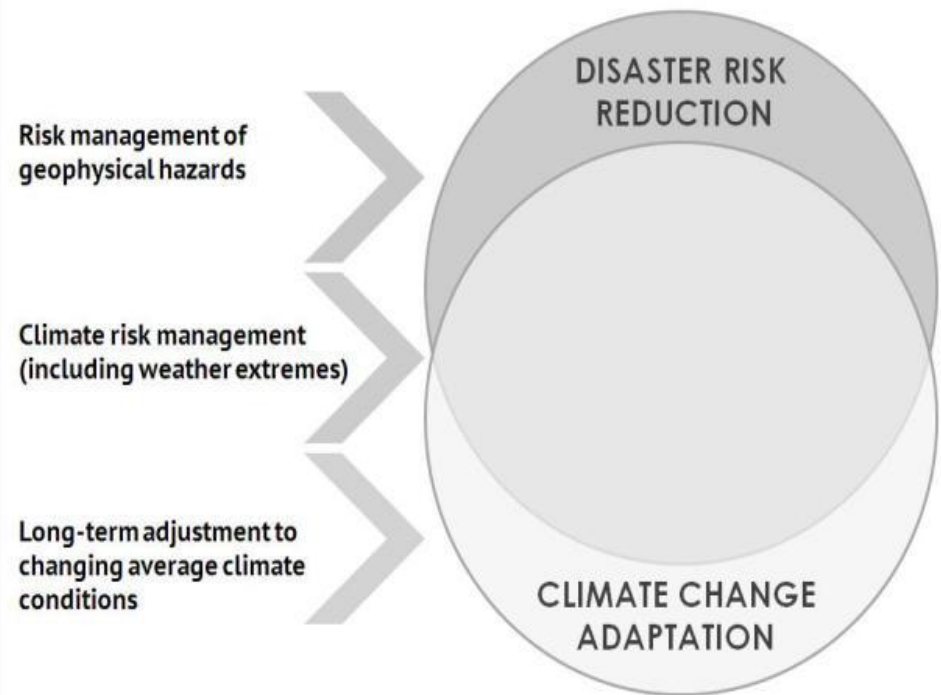 DISASTER RISK
REDUCTION
Risk management of
geophysical hazards
Climate risk management
(including weather extremes)
Long-term adjustment to
changing average climate
conditions
CLIMATE CHANGE
ADAPTATION